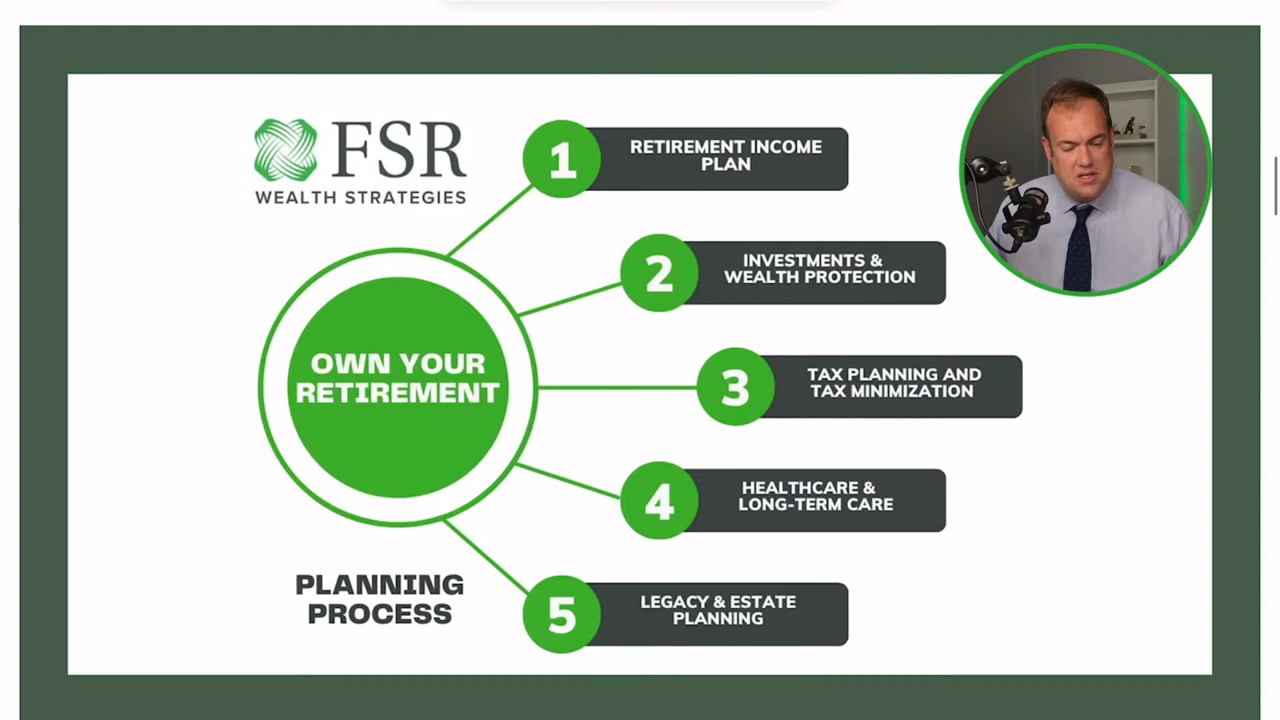 FSR
WEALTH STRATEGIES
OWN YOUR
RETIREMENT
PLANNING
PROCESS
1
RETIREMENT INCOME
PLAN
2
INVESTMENTS &
WEALTH PROTECTION
3
TAX PLANNING AND
TAX MINIMIZATION
4
HEALTHCARE &
LONG-TERM CARE
5
LEGACY & ESTATE
PLANNING